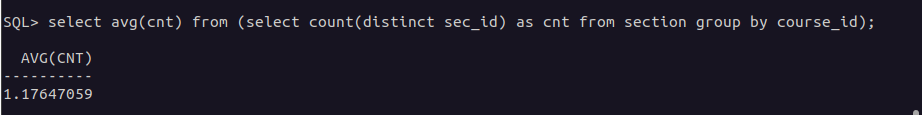 SQL> select avg(cnt) from (select count(distinct sec_id) as cnt from section group by course_id);
AVG(CNT)
----------
1.17647059